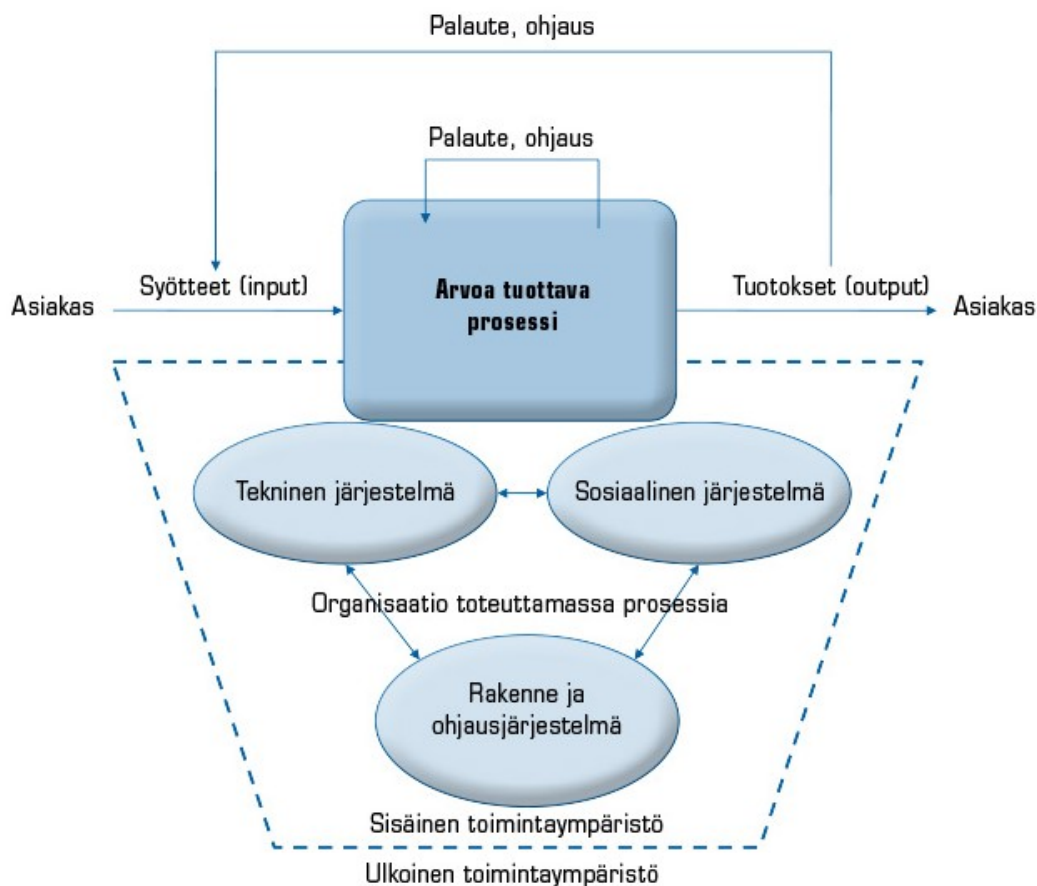 Palaute, ohjaus
Palaute, ohjaus
Asiakas
Syötteet (input)
Arvoa tuottava
prosessi
Tuotokset (output)
Asiakas
Tekninen järjestelmä
Sosiaalinen järjestelmä
Organisaatio toteuttamassa prosessia
Rakenne ja
ohjausjärjestelmä
Sisäinen toimintaympäristö
Ulkoinen toimintaympäristö